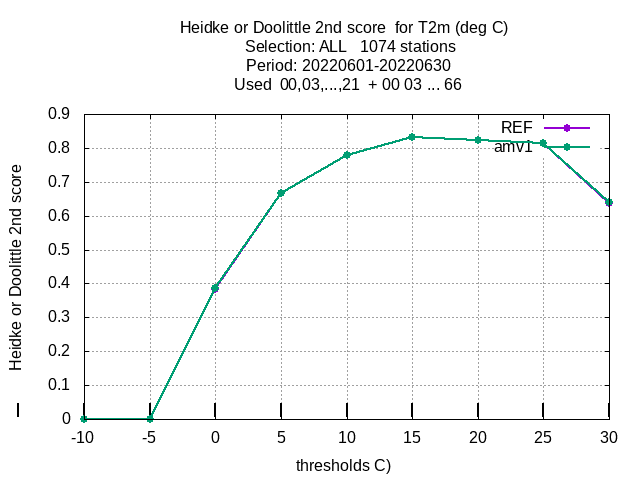 Heidke or Doolittle 2nd score  for T2m (deg C)
Selection: ALL   1074 stations
Period: 20220601-20220630
Used  00,03,...,21  + 00 03 ... 66
Heidke or Doolittle 2nd score
0.9
0.8
0.7
0.6
0.5
0.4
0.3
0.2
0.1
0
REF
amv1
-10 -5 0 5 10 15 20 25 30
thresholds C)